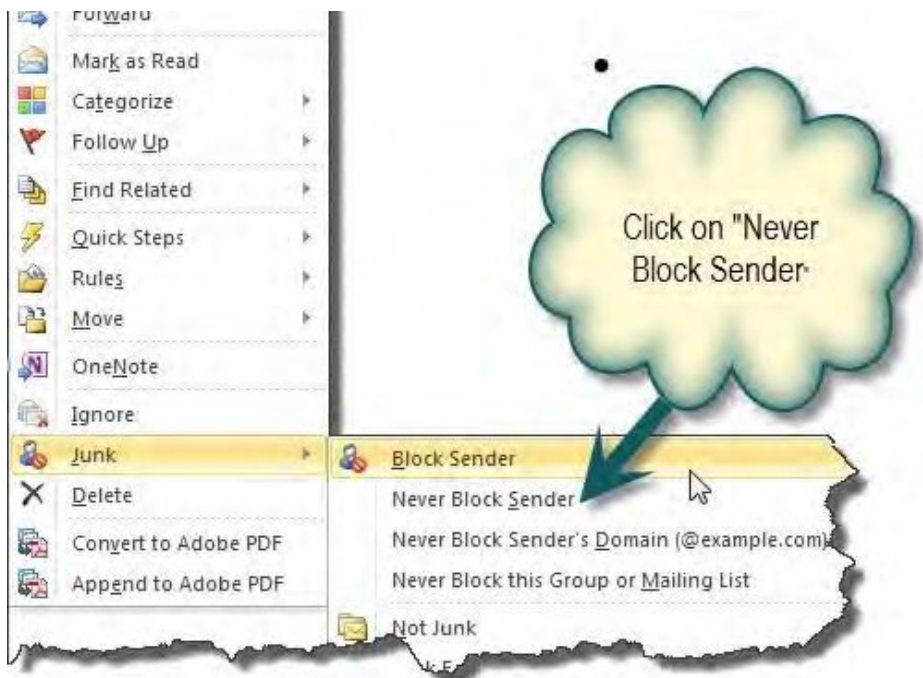 Forward
Mark as Read
Categorize
Follow Up
Find Related
Quick Steps
Rules
Move
OneNote
Ignore
Junk
Delete
Convert to Adobe PDF
Append to Adobe PDF
Block Sender
Never Block Sender
Never Block Sender's Domain (@example.com)
Never Block this Group or Mailing List
Not Junk
Click on "Never
Block Sender"